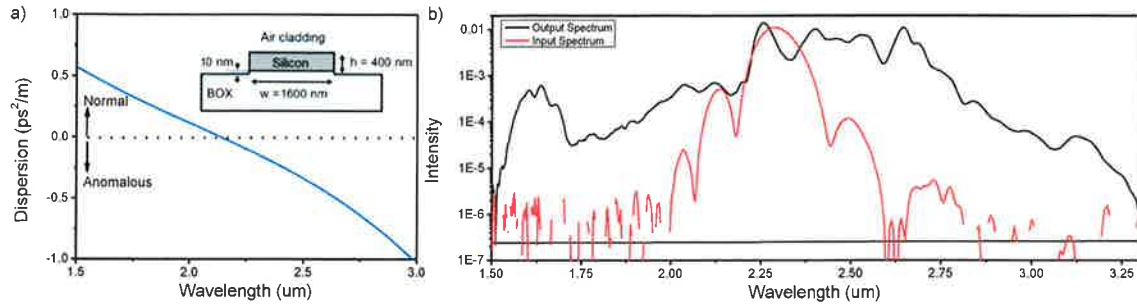 a)
Dispersion (ps²/m)
1.0
0.5
0.0
-0.5
-1.0
Normal
Anomalous
Air cladding
10 nm
Silicon
h = 400 nm
BOX
w =1600 nm
1.5 2.0 2.5 3.0
Wavelength (um)
b)
Intensity
0.01
1E-3
1E-4
1E-5
1E-6
1E-7
Output Spectrum
Input Spectrum
1.50 1.75 2.00 2.25 2.50 2.75 3.00 3.25
Wavelength (um)